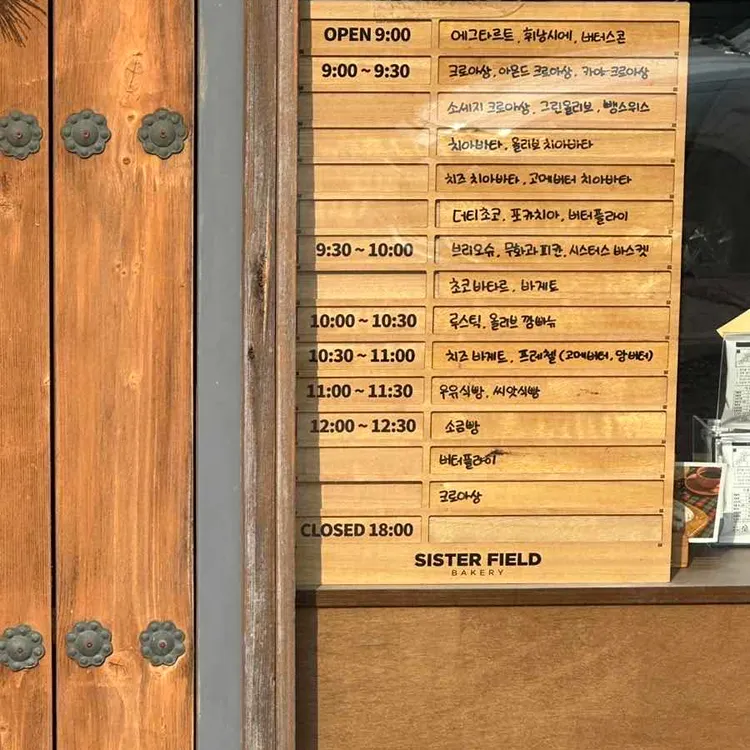 OPEN 9:00 에그타르트, 휘낭시에, 버터스콘
9:00 ~ 9:30 크로아상, 아몬드 크로아상, 카야 크로아상
소세지 크로아상, 그린올리브, 뺑스위스
치아바타, 올리브 치아바타
치즈 치아바타, 고메버터 치아바타
더티초코, 포카치아, 버터플라이
9:30 ~ 10:00 브리오슈, 무화과피칸, 시스터스 바스켓
초코바타르, 바게트
10:00 ~ 10:30 루스틱, 올리브 깜빠뉴
10:30 ~ 11:00 치즈 바게트, 프레첼 (고메버터, 앙버터)
11:00 ~ 11:30 우유식빵, 씨앗식빵
12:00 ~ 12:30 소금빵
버터플라이
크로아상
CLOSED 18:00
SISTER FIELD
BAKERY